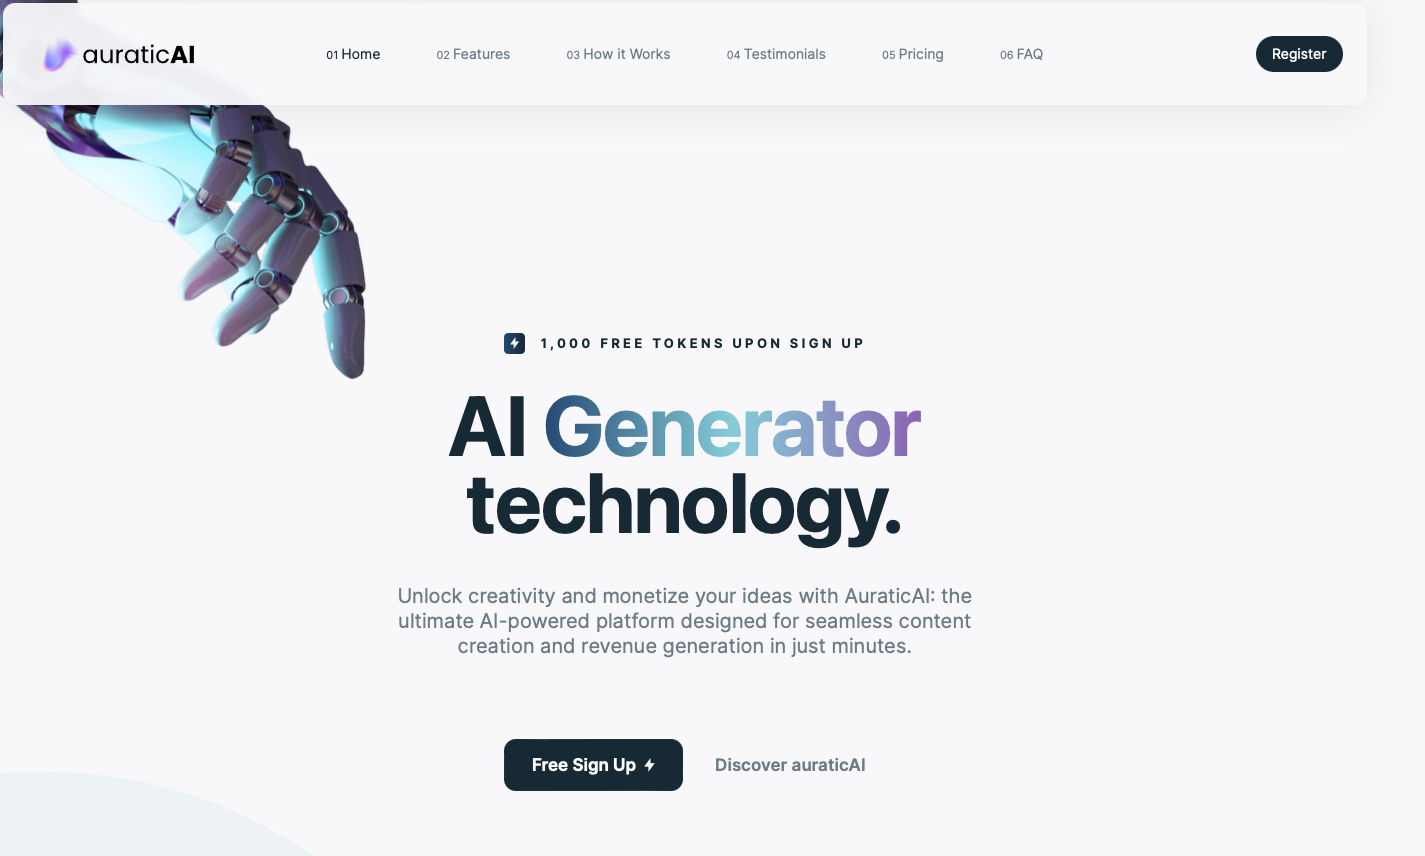 auraticAI
01 Home
02 Features
03 How it Works
04 Testimonials
05 Pricing
06 FAQ
Register
1,000 FREE TOKENS UPON SIGN UP
AI Generator
technology.
Unlock creativity and monetize your ideas with AuraticAI: the
ultimate AI-powered platform designed for seamless content
creation and revenue generation in just minutes.
Free Sign Up
Discover auraticAI